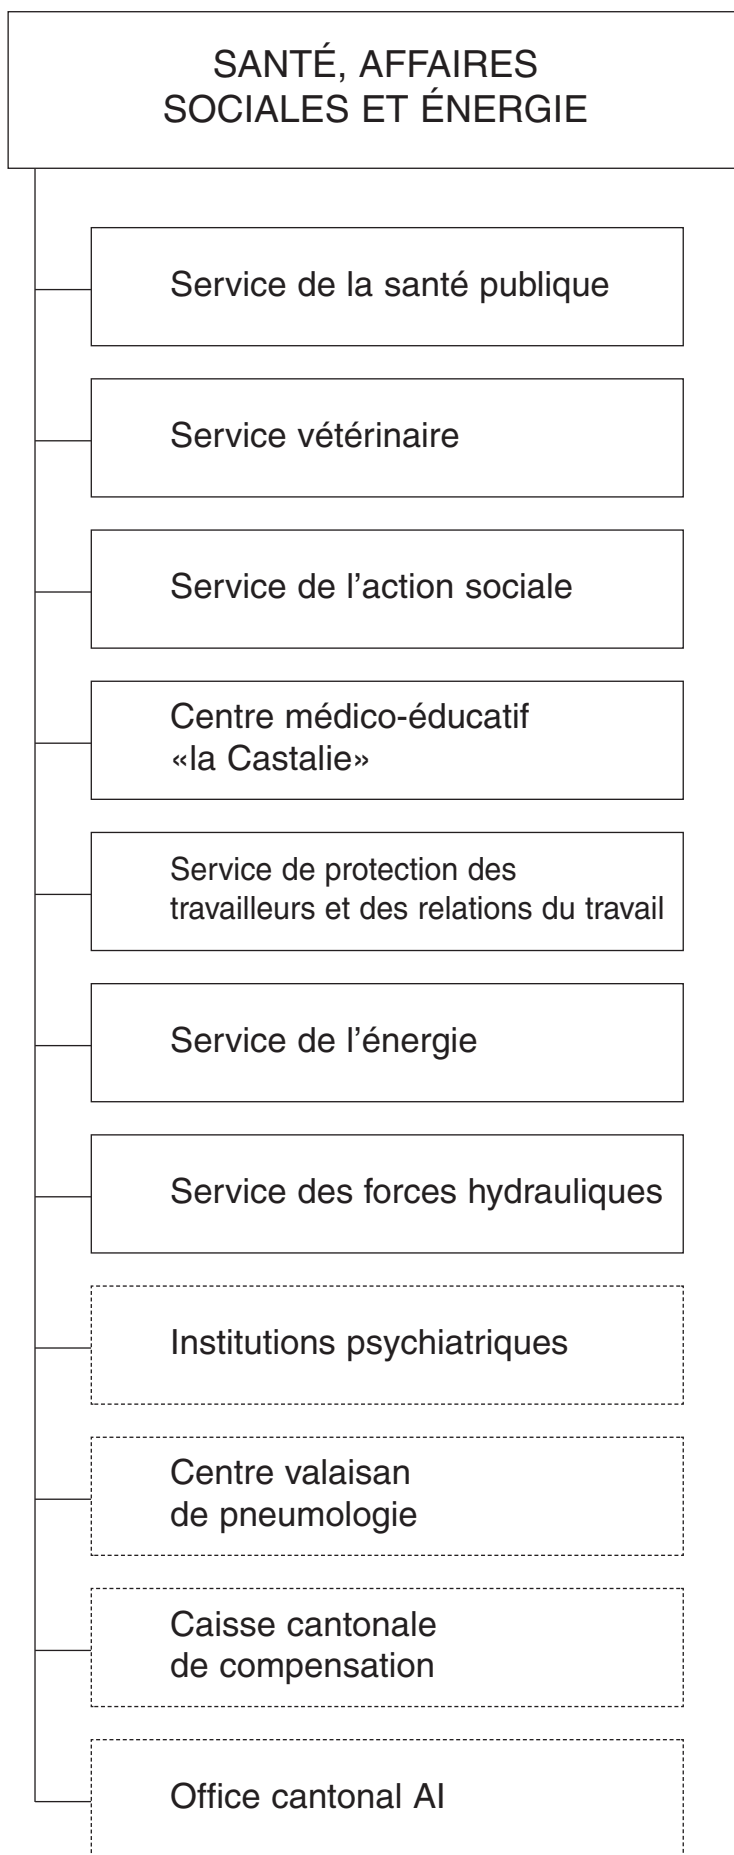 SANTÉ, AFFAIRES
SOCIALES ET ÉNERGIE
Service de la santé publique
Service vétérinaire
Service de l’action sociale
Centre médico-éducatif
«la Castalie»
Service de protection des
travailleurs et des relations du travail
Service de l’énergie
Service des forces hydrauliques
Institutions psychiatriques
Centre valaisan
de pneumologie
Caisse cantonale
de compensation
Office cantonal AI